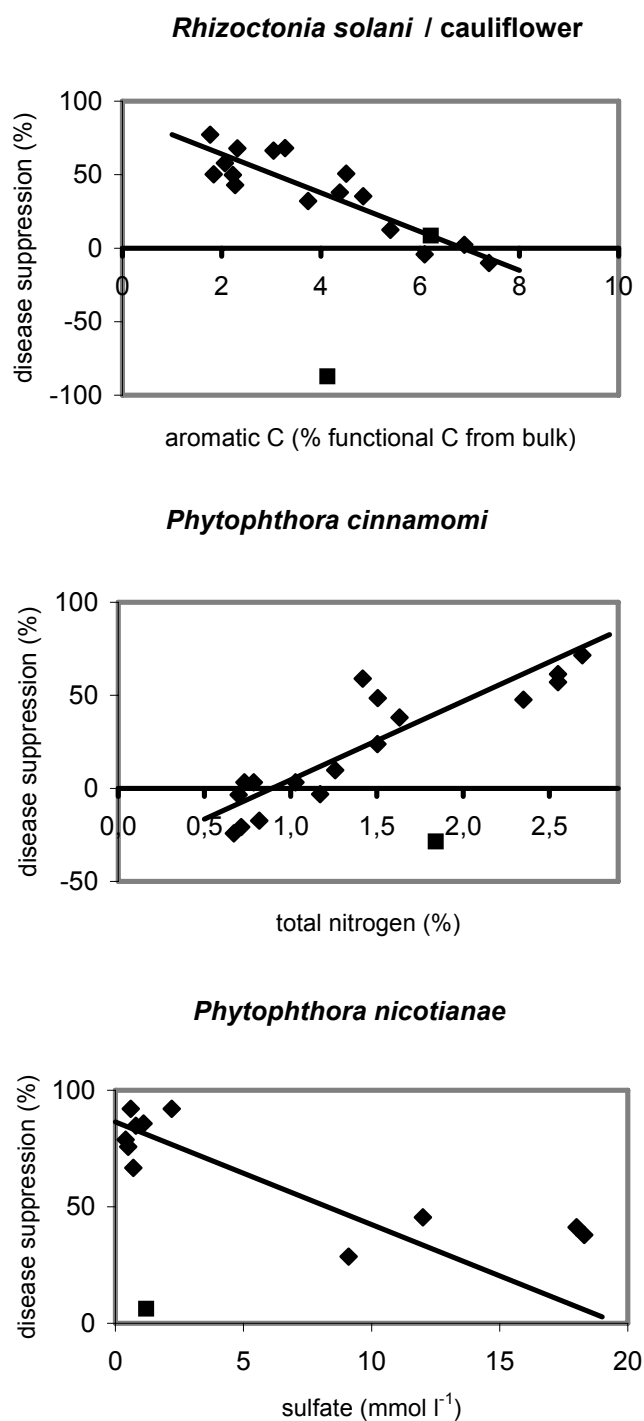 Rhizoctonia solani / cauliflower
100
50
0
-50
-100
0 2 4 6 8 10
disease suppression (%)
aromatic C (% functional C from bulk)
Phytophthora cinnamomi
100
50
0
-50
0,0 0,5 1,0 1,5 2,0 2,5
disease suppression (%)
total nitrogen (%)
Phytophthora nicotianae
100
50
0
0 5 10 15 20
disease suppression (%)
sulfate (mmol l⁻¹)